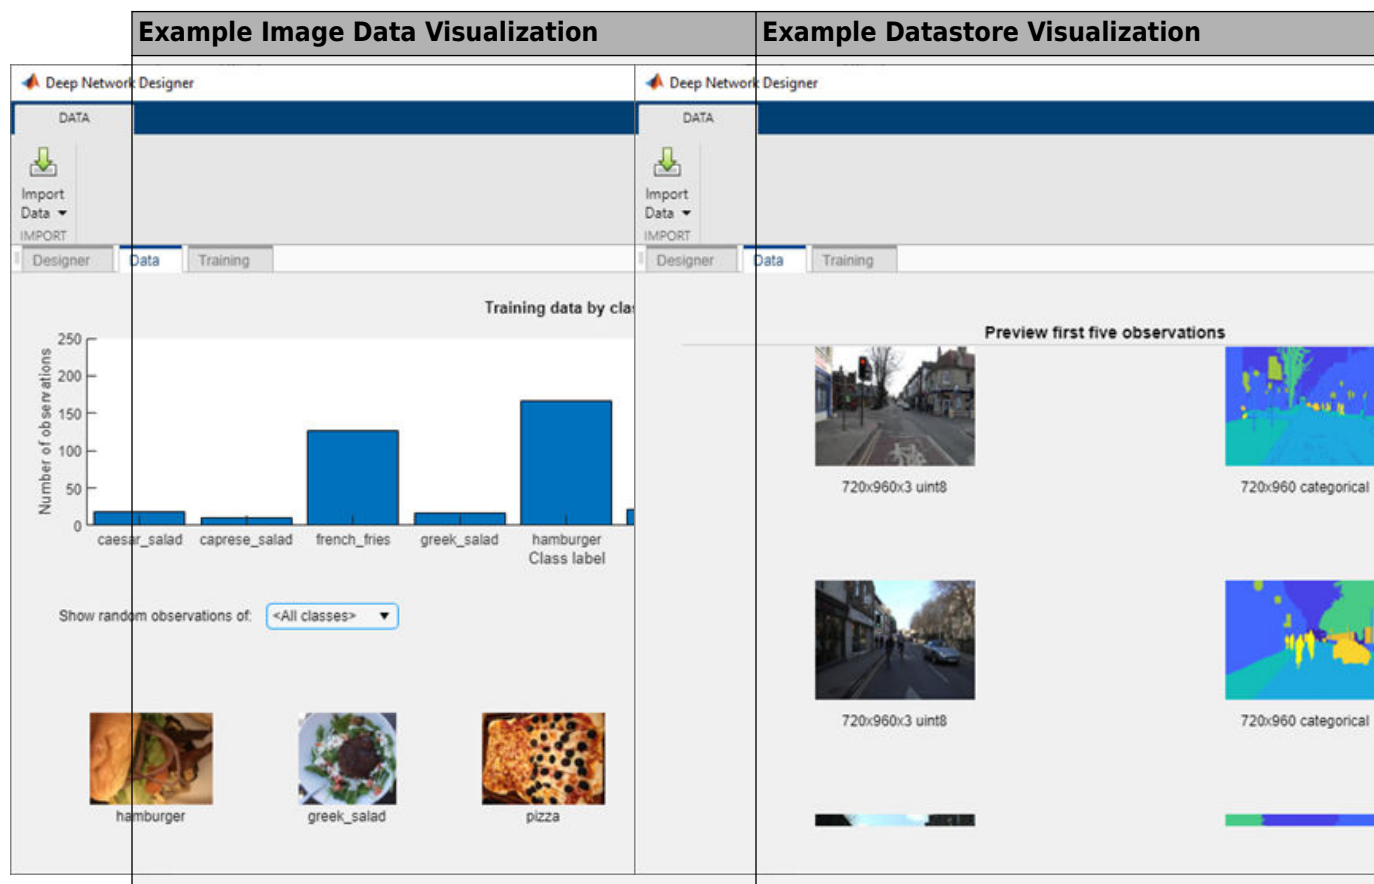 Example Image Data Visualization
Example Datastore Visualization
Deep Network Designer
DATA
Import
Data
IMPORT
Designer
Data
Training
Training data by clas
250
200
150
100
50
0
Number of observations
caesar_salad
caprese_salad
french_fries
greek_salad
hamburger
Class label
Show random observations of:
<All classes>
hamburger
greek_salad
pizza
Deep Network Designer
DATA
Import
Data
IMPORT
Designer
Data
Training
Preview first five observations
720x960x3 uint8
720x960 categorical
720x960x3 uint8
720x960 categorical